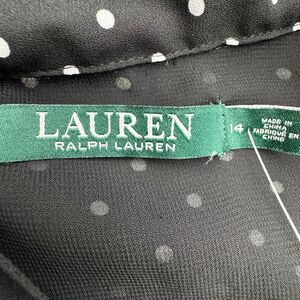 LAUREN
RALPH LAUREN
14
MADE IN
CHINA
FABRIQUÉ EN
CHINE